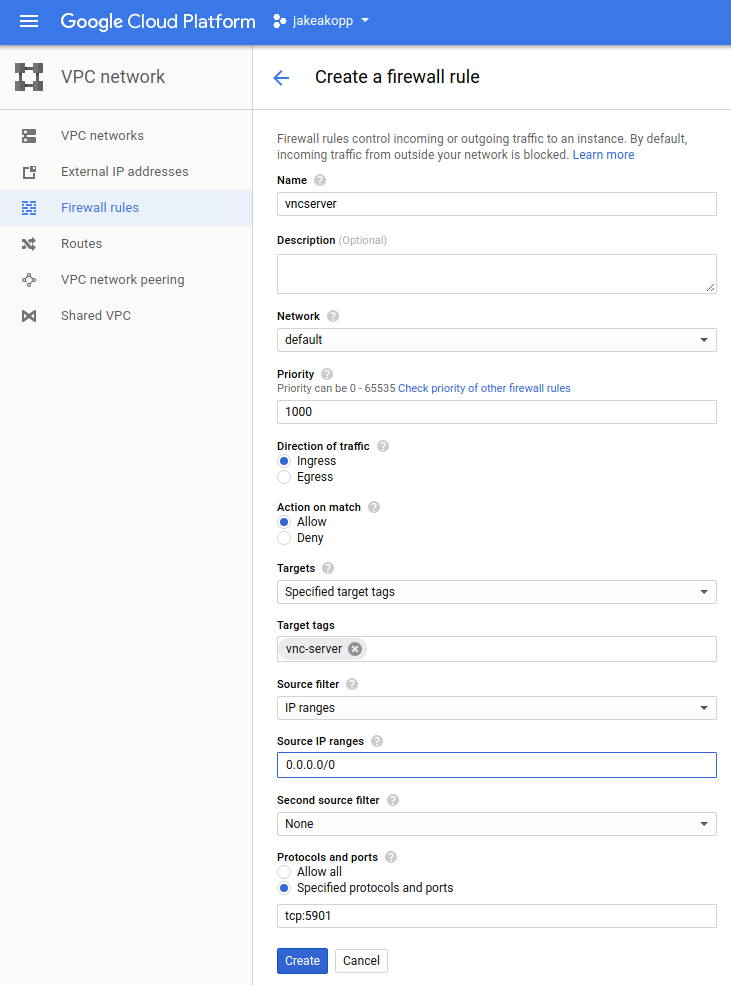 Google Cloud Platform
jakeakopp
VPC network
VPC networks
External IP addresses
Firewall rules
Routes
VPC network peering
Shared VPC
Create a firewall rule
Firewall rules control incoming or outgoing traffic to an instance. By default,
incoming traffic from outside your network is blocked. Learn more
Name
vncserver
Description (Optional)
Network
default
Priority
Priority can be 0 - 65535 Check priority of other firewall rules
1000
Direction of traffic
Ingress
Egress
Action on match
Allow
Deny
Targets
Specified target tags
Target tags
vnc-server
Source filter
IP ranges
Source IP ranges
0.0.0.0/0
Second source filter
None
Protocols and ports
Allow all
Specified protocols and ports
tcp:5901
Create Cancel